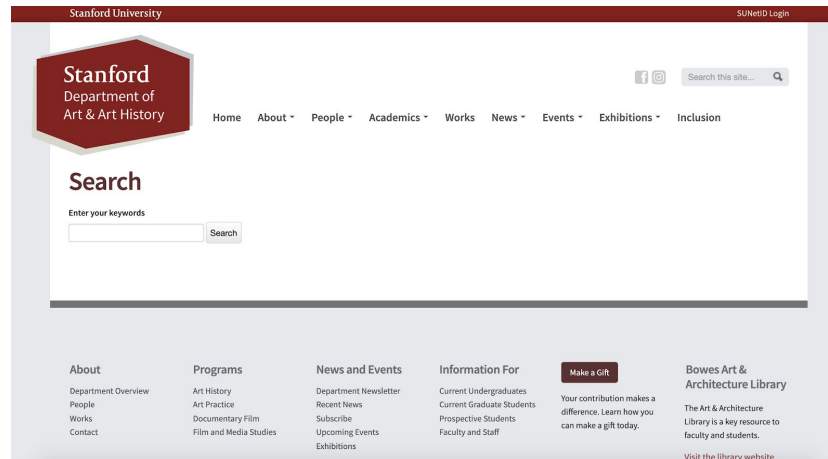 Stanford University
SUNetID Login
Stanford
Department of
Art & Art History
Search this site...
Home About People Academics Works News Events Exhibitions Inclusion
Search
Enter your keywords
Search
About
Department Overview
People
Works
Contact
Programs
Art History
Art Practice
Documentary Film
Film and Media Studies
News and Events
Department Newsletter
Recent News
Subscribe
Upcoming Events
Exhibitions
Information For
Current Undergraduates
Current Graduate Students
Prospective Students
Faculty and Staff
Make a Gift
Your contribution makes a
difference. Learn how you
can make a gift today.
Bowes Art &
Architecture Library
The Art & Architecture
Library is a key resource to
faculty and students.
Visit the library website